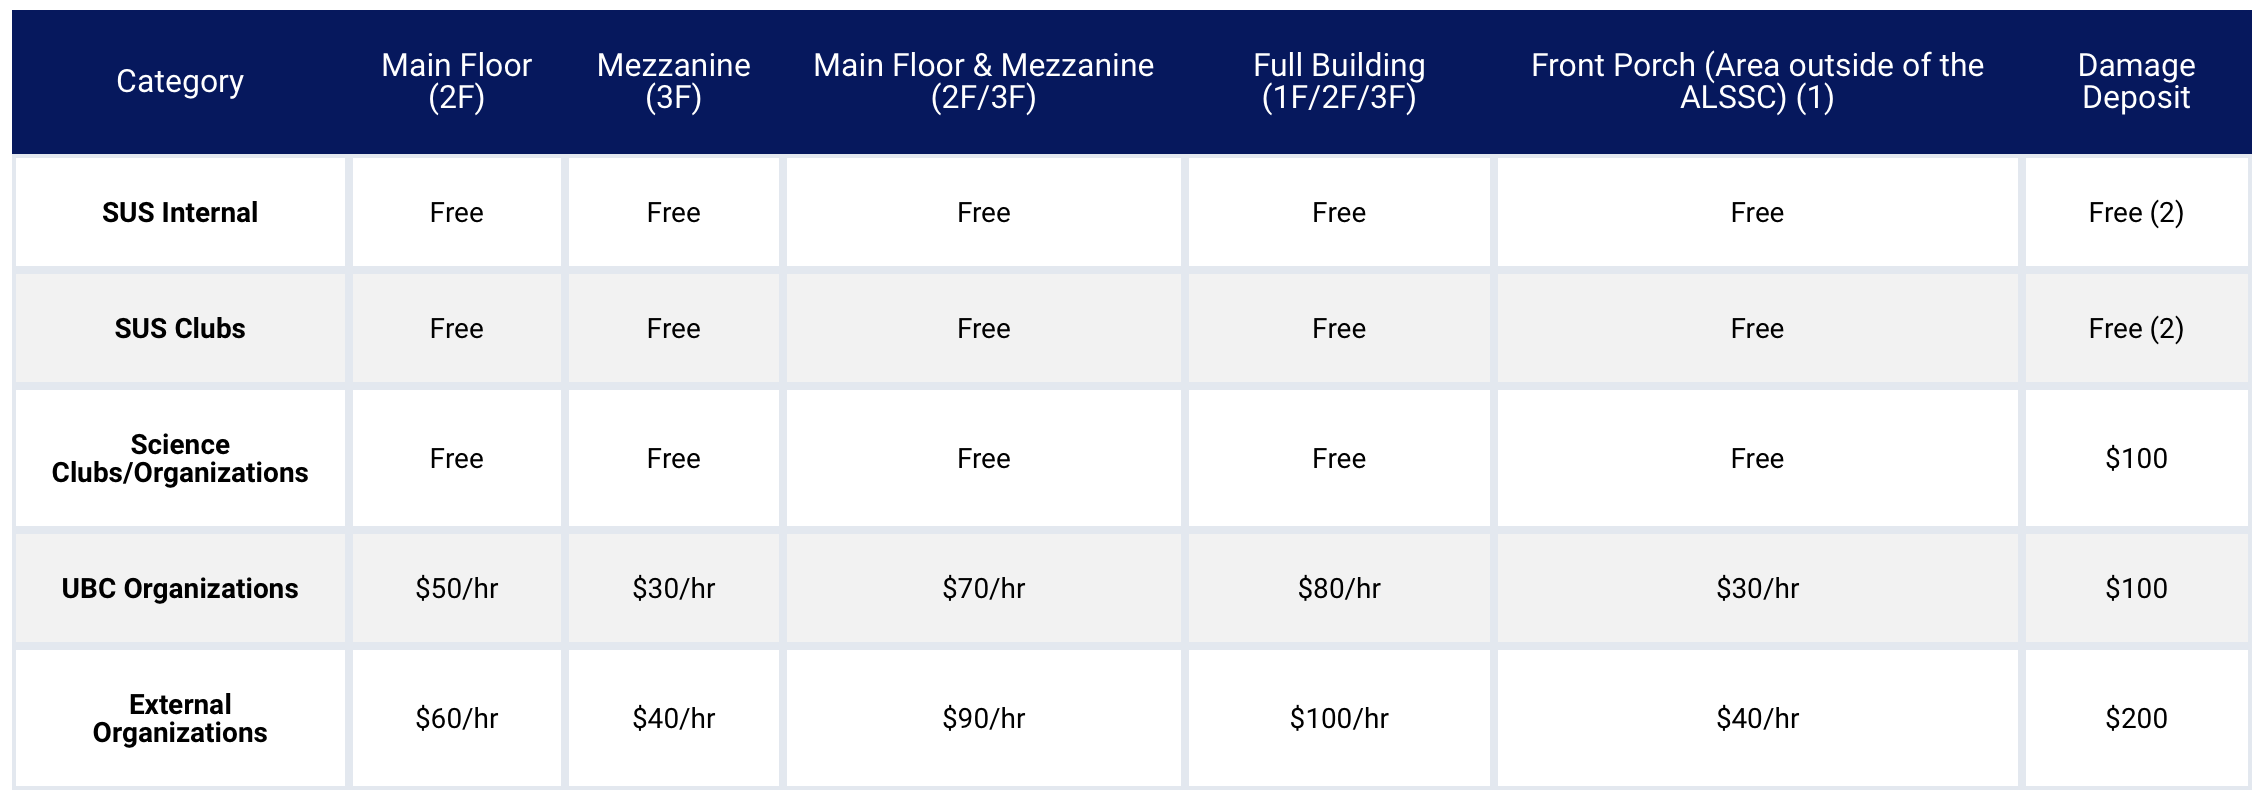 Category
Main Floor
(2F)
Mezzanine
(3F)
Main Floor & Mezzanine
(2F/3F)
Full Building
(1F/2F/3F)
Front Porch (Area outside of the
ALSSC) (1)
Damage
Deposit
SUS Internal
Free
Free
Free
Free
Free
Free (2)
SUS Clubs
Free
Free
Free
Free
Free
Free (2)
Science
Clubs/Organizations
Free
Free
Free
Free
Free
$100
UBC Organizations
$50/hr
$30/hr
$70/hr
$80/hr
$30/hr
$100
External
Organizations
$60/hr
$40/hr
$90/hr
$100/hr
$40/hr
$200